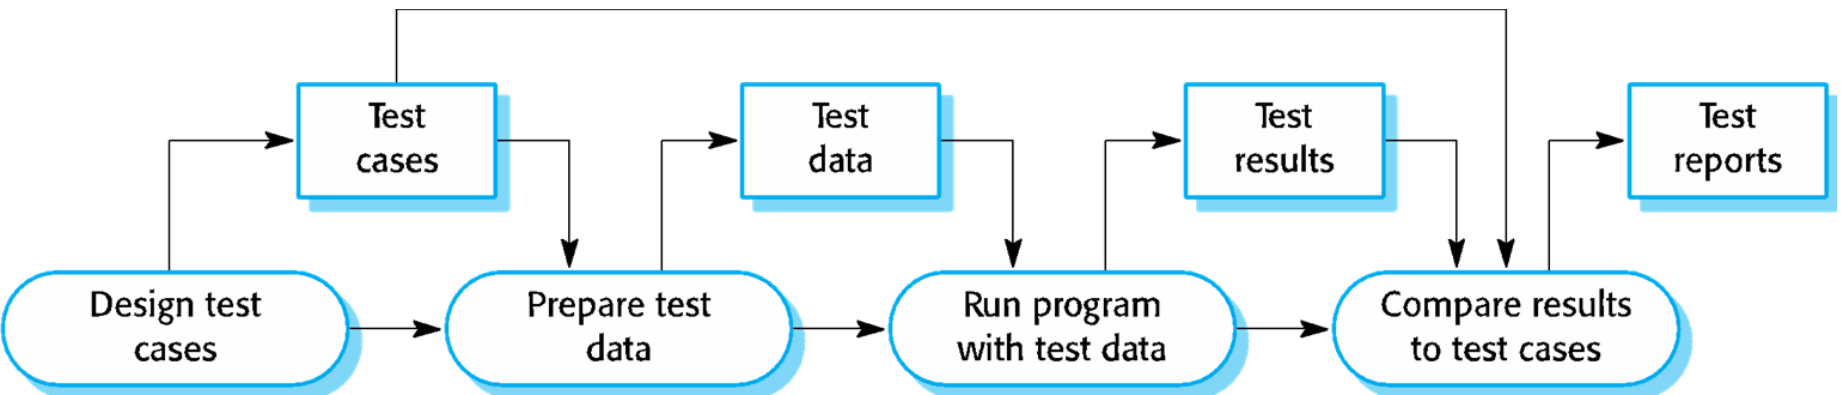 Test
cases
Test
data
Test
results
Test
reports
Design test
cases
Prepare test
data
Run program
with test data
Compare results
to test cases